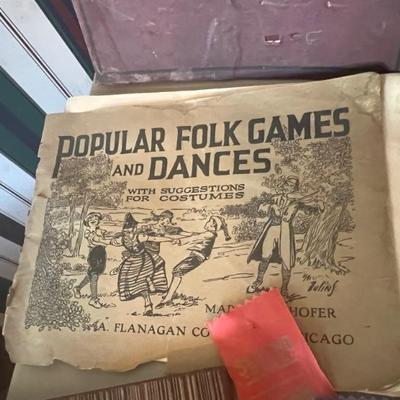 POPULAR FOLK GAMES
AND DANCES
WITH SUGGESTIONS
FOR COSTUMES
HOFER
A. FLANAGAN CO
CHICAGO